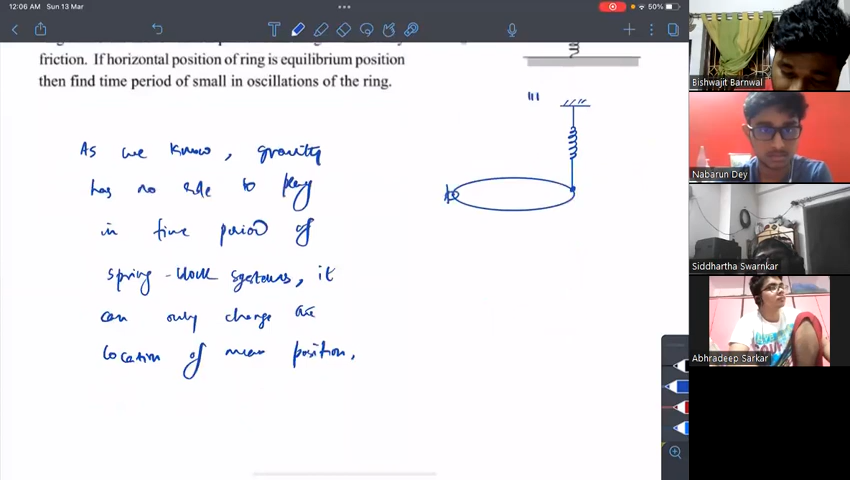 12:06 AM Sun 13 Mar
50%
friction. If horizontal position of ring is equilibrium position
then find time period of small in oscillations of the ring.
As we know, gravity
has no role to play
in time period of
spring-block systems, it
can only change the
location of mean position.
Bishwajit Barnwal
Nabarun Dey
Siddhartha Swarnkar
Abhradeep Sarkar